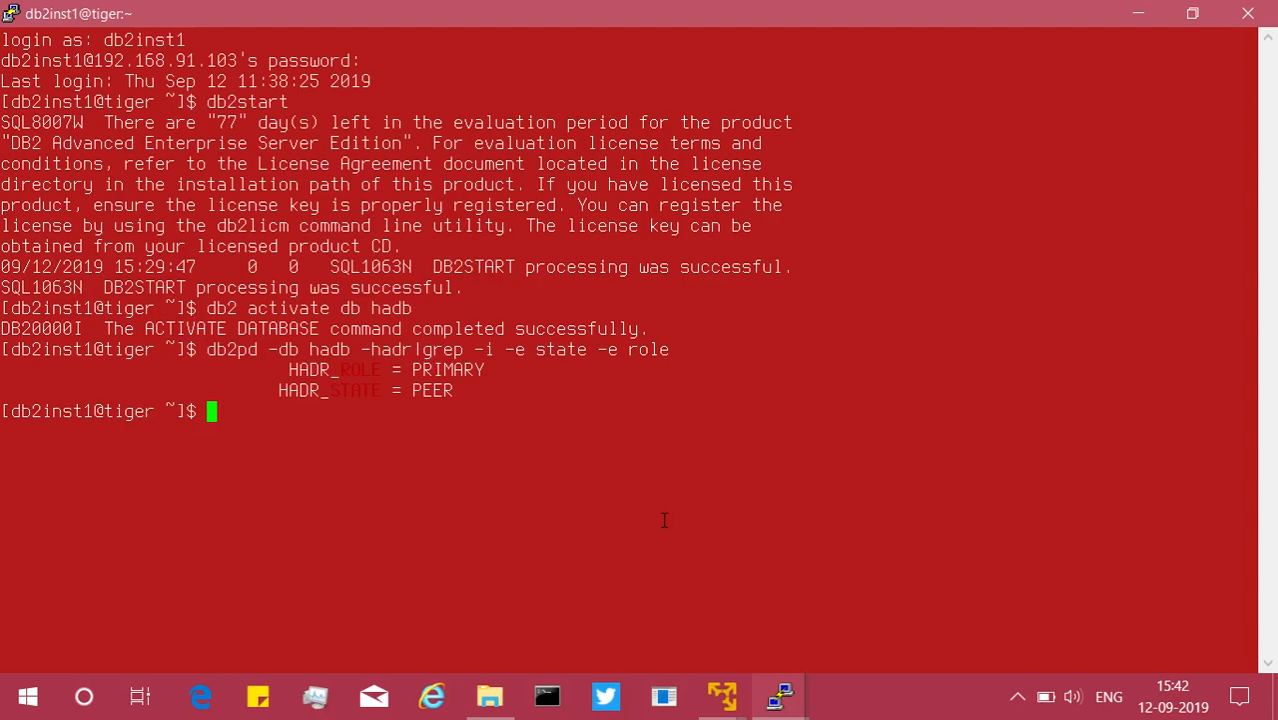 db2inst1@tiger:~
login as: db2inst1
db2inst1@192.168.91.103's password:
Last login: Thu Sep 12 11:38:25 2019
[db2inst1@tiger ~]$ db2start
SQL8007W  There are "77" day(s) left in the evaluation period for the product
"DB2 Advanced Enterprise Server Edition". For evaluation license terms and
conditions, refer to the License Agreement document located in the license
directory in the installation path of this product. If you have licensed this
product, ensure the license key is properly registered. You can register the
license by using the db2licm command line utility. The license key can be
obtained from your licensed product CD.
09/12/2019 15:29:47     0   0   SQL1063N  DB2START processing was successful.
SQL1063N  DB2START processing was successful.
[db2inst1@tiger ~]$ db2 activate db hadb
DB20000I  The ACTIVATE DATABASE command completed successfully.
[db2inst1@tiger ~]$ db2pd -db hadb -hadr|grep -i -e state -e role
                            HADR_ROLE = PRIMARY
                           HADR_STATE = PEER
[db2inst1@tiger ~]$
ENG
15:42
12-09-2019